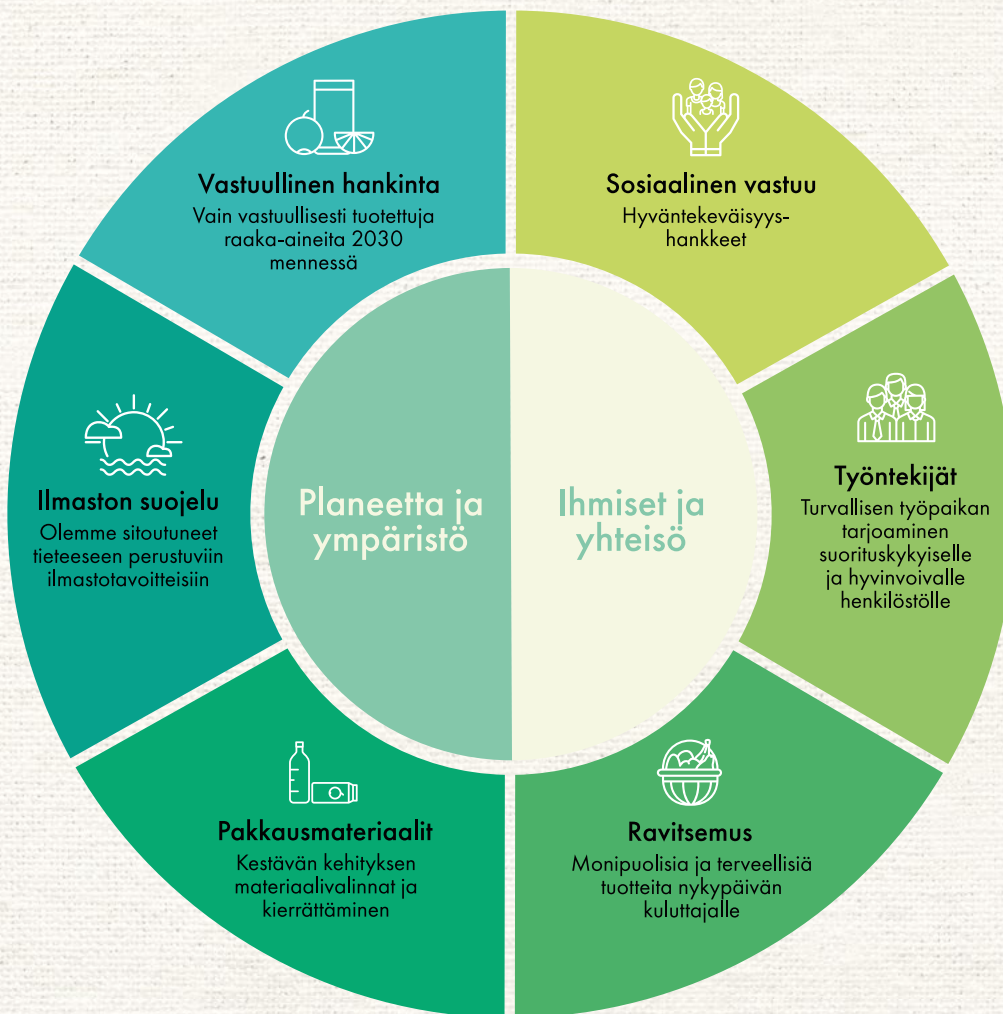 Vastuullinen hankinta
Vain vastuullisesti tuotettuja
raaka-aineita 2030
mennessä
Sosiaalinen vastuu
Hyväntekeväisyys-
hankkeet
Ilmaston suojelu
Olemme sitoutuneet
tieteeseen perustuviin
ilmastotavoitteisiin
Planeetta ja
ympäristö
Ihmiset ja
yhteisö
Työntekijät
Turvallisen työpaikan
tarjoaminen
suorituskykyiselle
ja hyvinvoivalle
henkilöstölle
Pakkausmateriaalit
Kestävän kehityksen
materiaalivalinnat ja
kierrättäminen
Ravitsemus
Monipuolisia ja terveellisiä
tuotteita nykypäivän
kuluttajalle